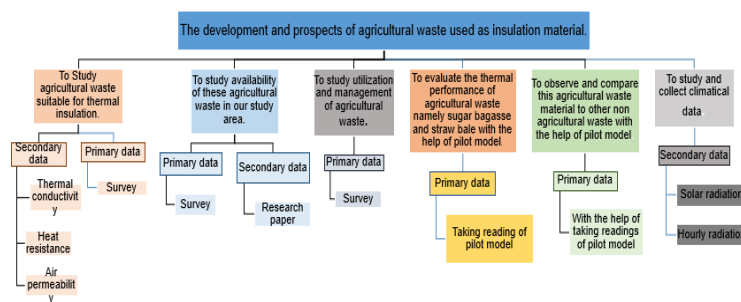 The development and prospects of agricultural waste used as insulation material.
To Study
agricultural waste
suitable for thermal
insulation.
Secondary
data
Thermal
conductivit
y
Heat
resistance
Air
permeabilit
y
Primary data
Survey
To study availability
of these agricultural
waste in our study
area.
Primary data
Survey
Secondary
data
Research
paper
To study utilization
and management
of agricultural
waste.
Primary data
Survey
To evaluate the thermal
performance of
agricultural waste
namely sugar bagasse
and straw bale with the
help of pilot model.
Primary
data
Taking reading of
pilot model
To observe and compare
this agricultural waste
material to other non
agricultural waste with
the help of pilot model
Primary
data
With the help of
taking readings
of pilot model
To study and
collect climatical
data.
Secondary
data
Solar radiation
Hourly radiation